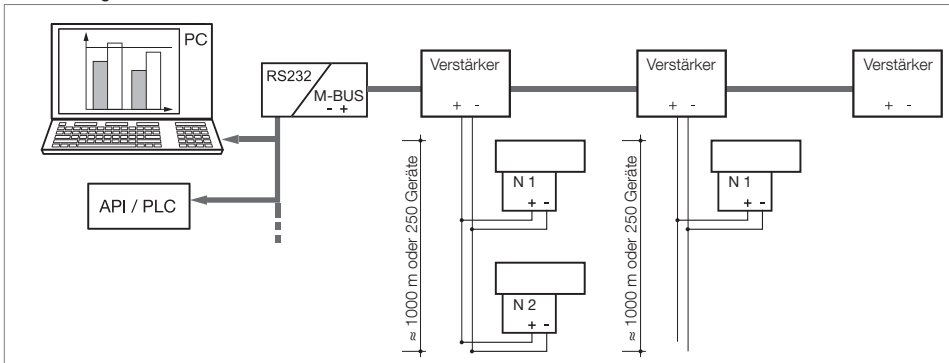 PC
RS232
M-BUS
- +
API / PLC
Verstärker
+ -
Verstärker
+ -
Verstärker
+ -
≈ 1000 m oder 250 Geräte
N 1
+ -
N 2
+ -
≈ 1000 m oder 250 Geräte
N 1
+ -